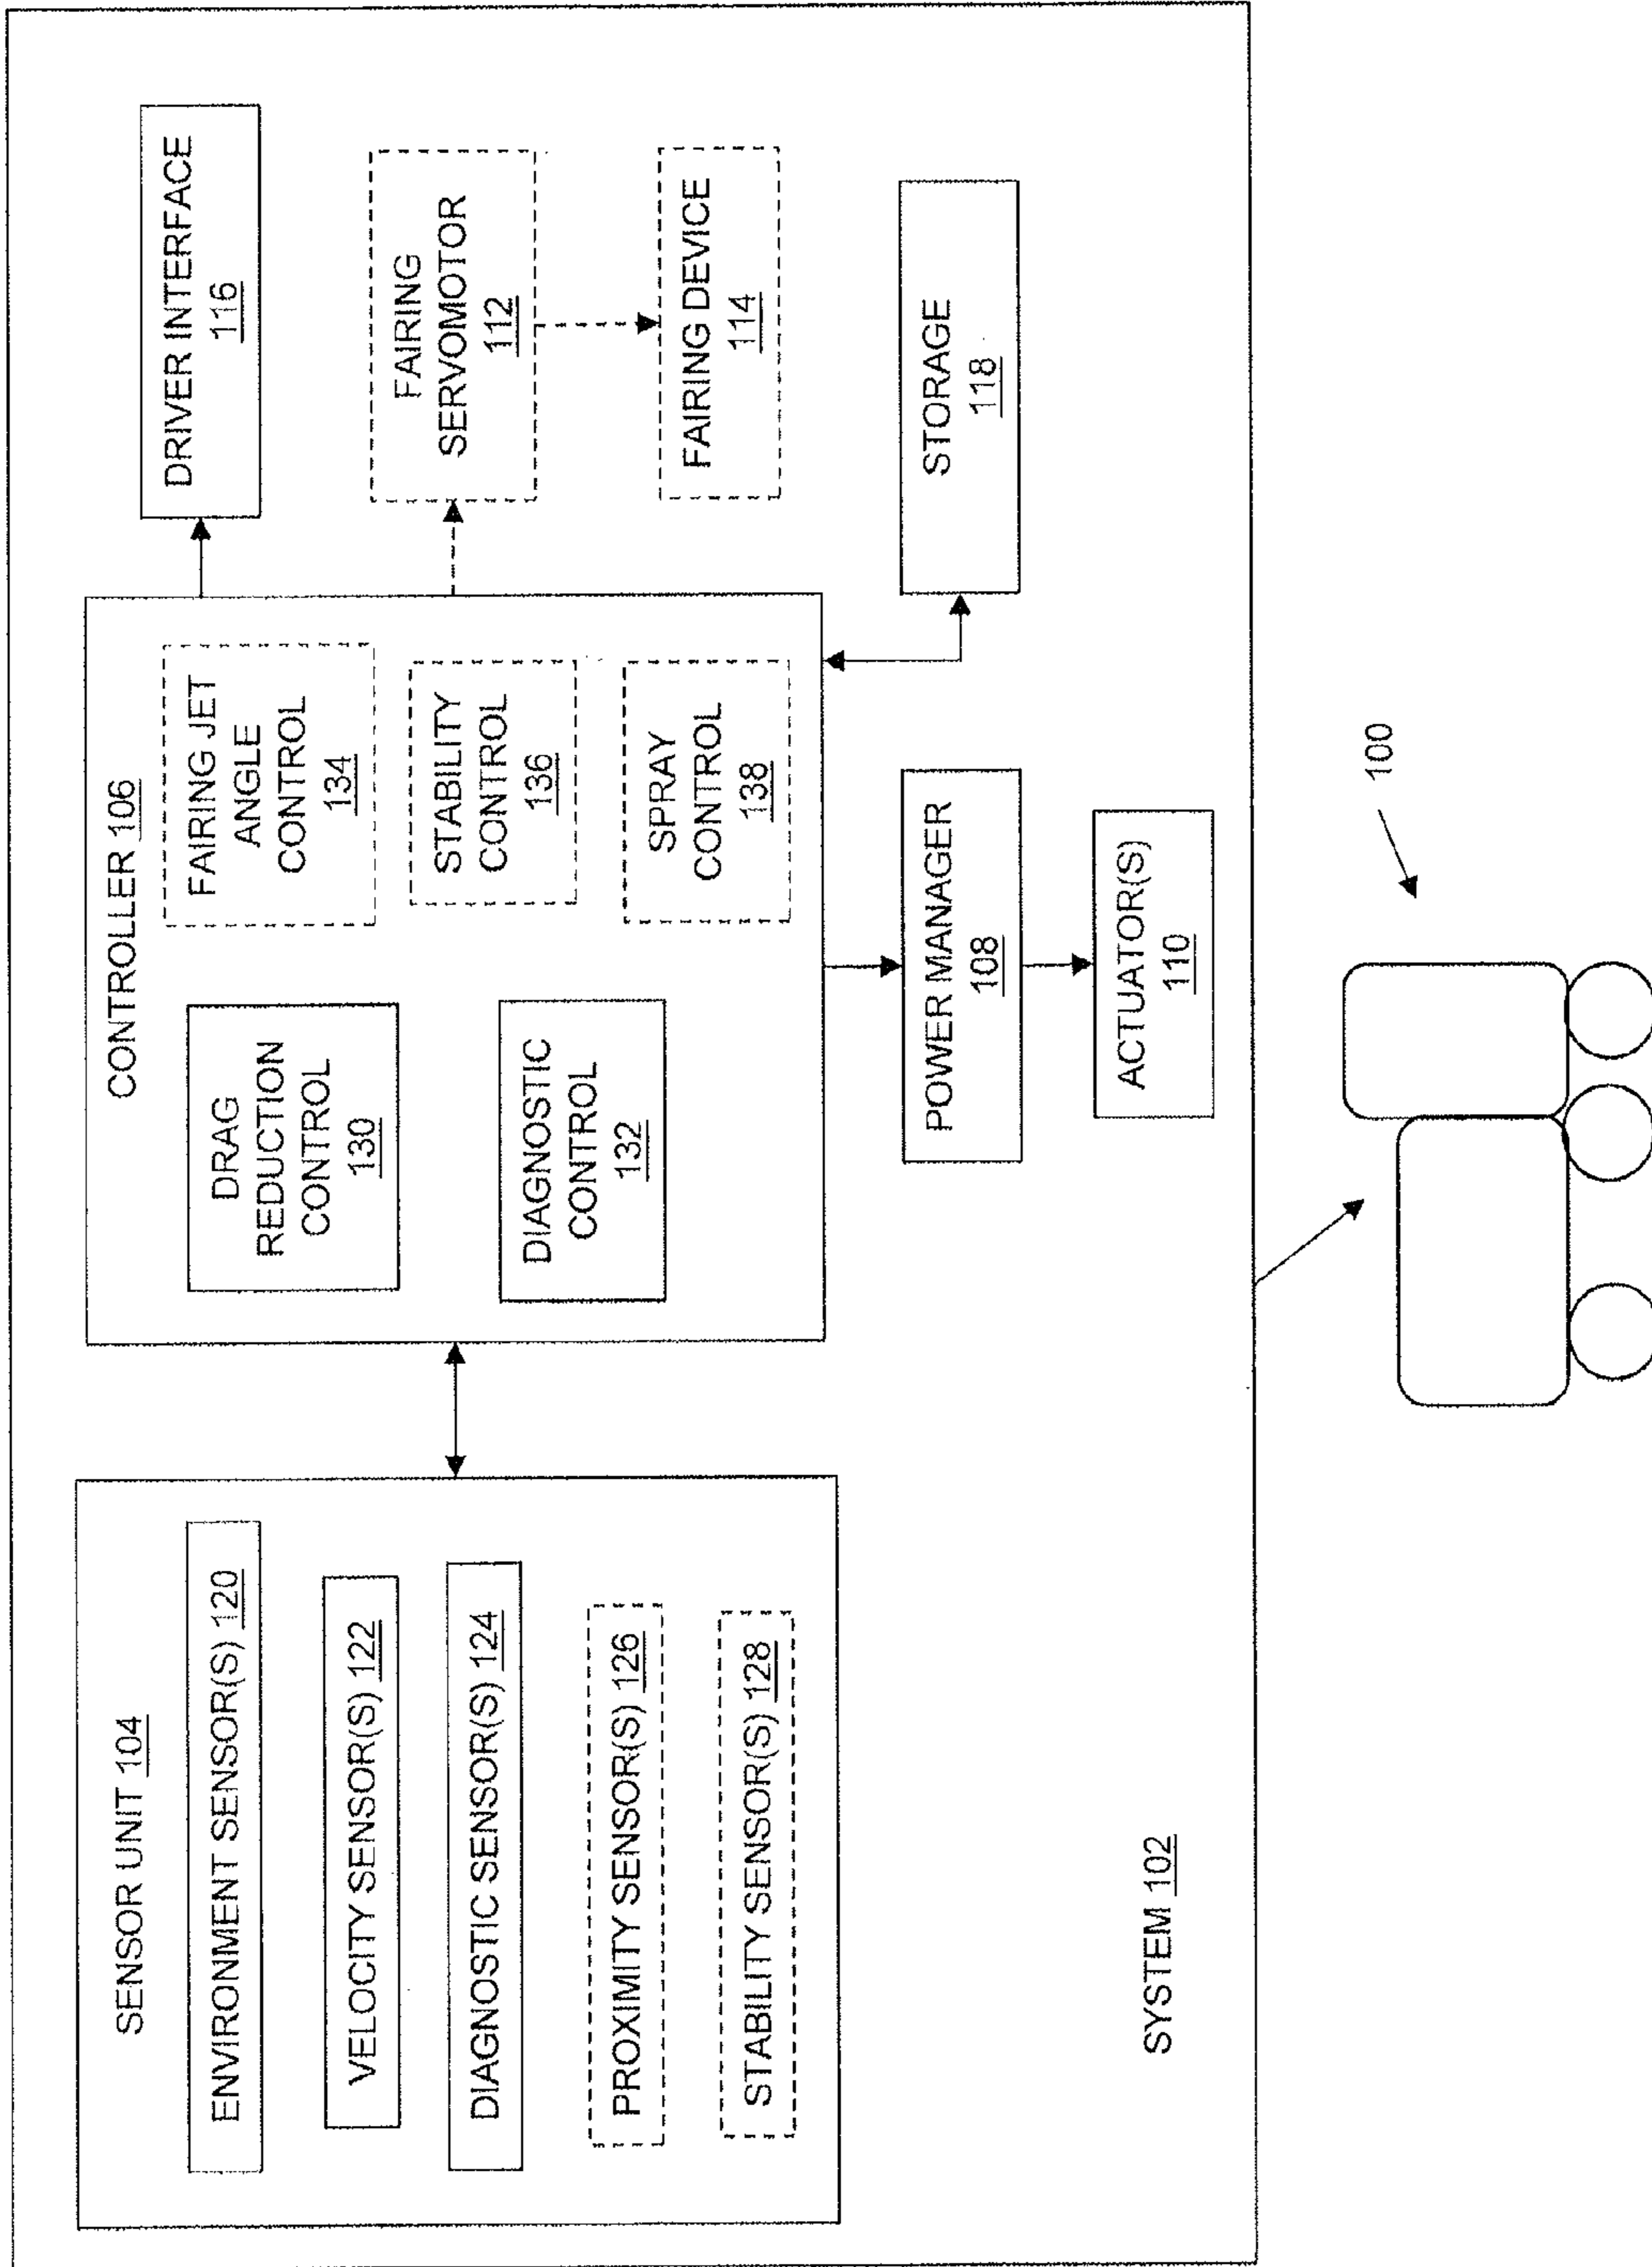 SENSOR UNIT 104
ENVIRONMENT SENSOR(S) 120
VELOCITY SENSOR(S) 122
DIAGNOSTIC SENSOR(S) 124
PROXIMITY SENSOR(S) 126
STABILITY SENSOR(S) 128
SYSTEM 102
CONTROLLER 106
DRAG
REDUCTION
CONTROL
130
DIAGNOSTIC
CONTROL
132
FAIRING JET
ANGLE
CONTROL
134
STABILITY
CONTROL
136
SPRAY
CONTROL
138
POWER MANAGER
108
ACTUATOR(S)
110
DRIVER INTERFACE
116
FAIRING
SERVOMOTOR
112
FAIRING DEVICE
114
STORAGE
118
100